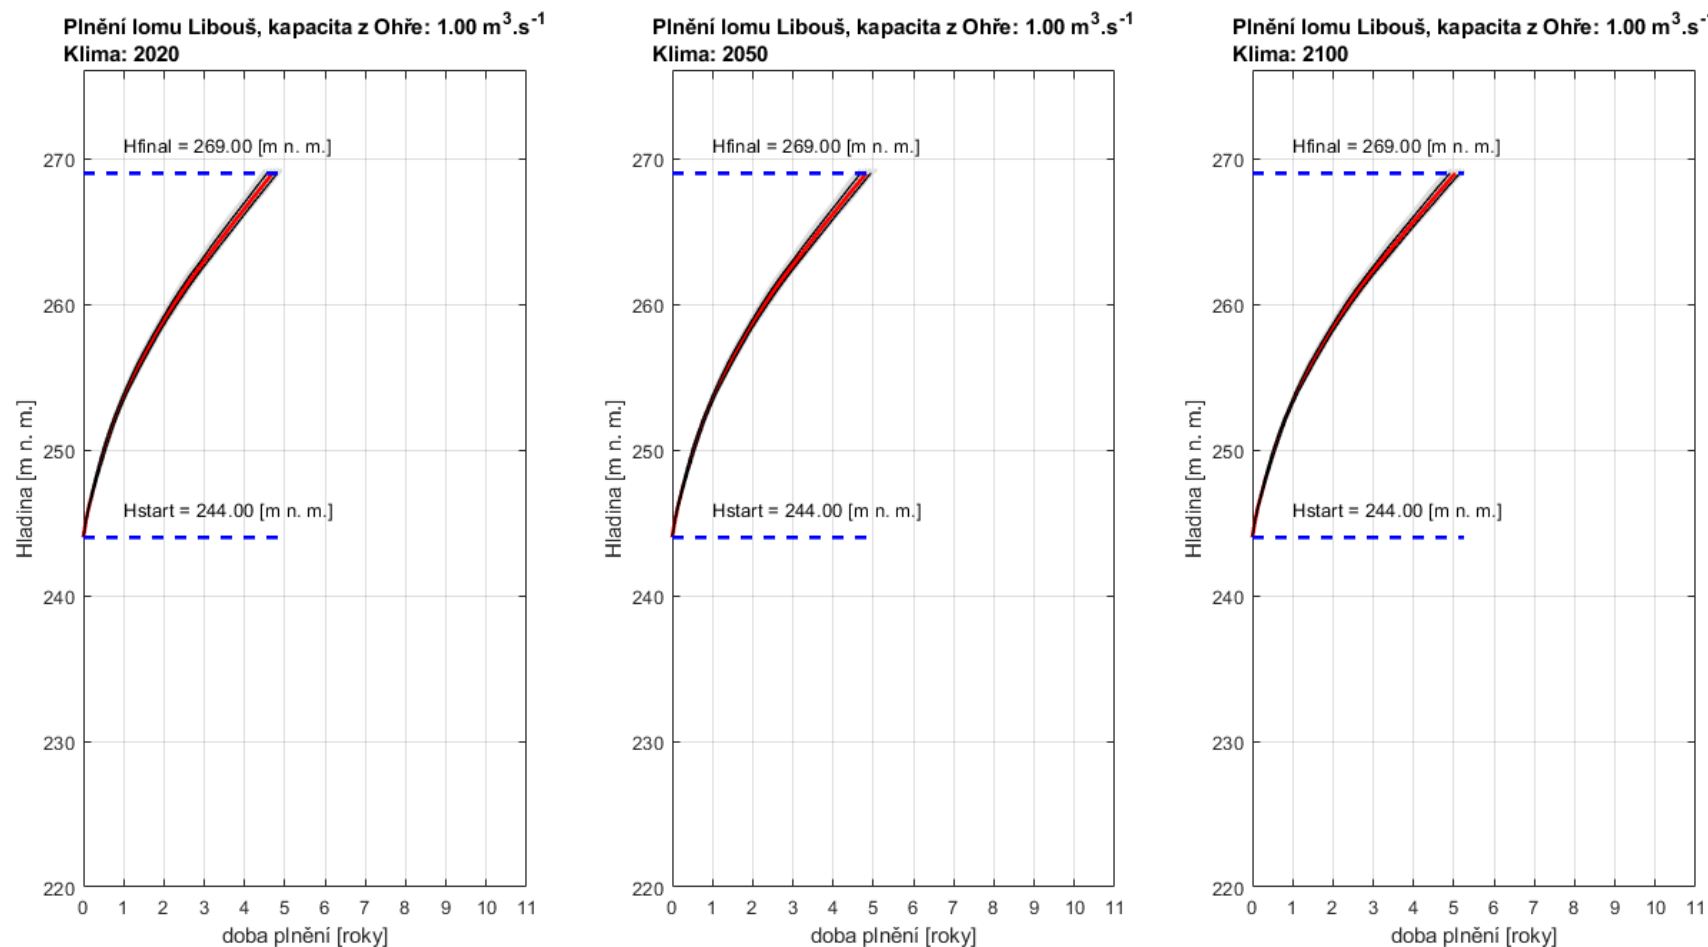 Plnění lomu Libouš, kapacita z Ohře: 1.00 m³.s⁻¹
Klima: 2020
Hfinal = 269.00 [m n. m.]
Hstart = 244.00 [m n. m.]
Hladina [m n. m.]
270
260
250
240
230
220
0 1 2 3 4 5 6 7 8 9 10 11
doba plnění [roky]
Plnění lomu Libouš, kapacita z Ohře: 1.00 m³.s⁻¹
Klima: 2050
Hfinal = 269.00 [m n. m.]
Hstart = 244.00 [m n. m.]
Hladina [m n. m.]
270
260
250
240
230
220
0 1 2 3 4 5 6 7 8 9 10 11
doba plnění [roky]
Plnění lomu Libouš, kapacita z Ohře: 1.00 m³.s⁻
Klima: 2100
Hfinal = 269.00 [m n. m.]
Hstart = 244.00 [m n. m.]
Hladina [m n. m.]
270
260
250
240
230
220
0 1 2 3 4 5 6 7 8 9 10 11
doba plnění [roky]